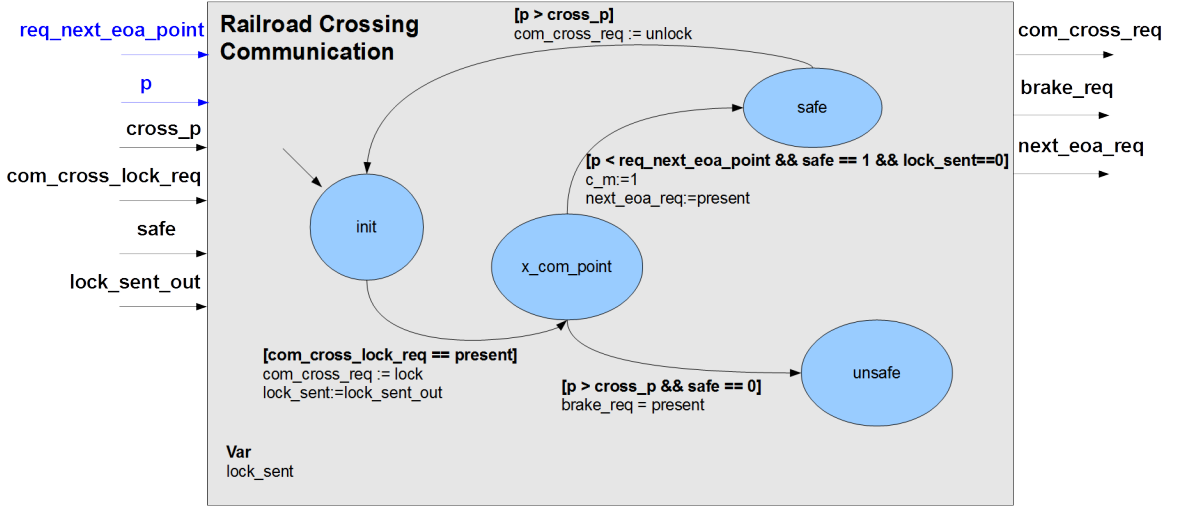 req_next_eoa_point
p
cross_p
com_cross_lock_req
safe
lock_sent_out
Railroad Crossing
Communication
[p > cross_p]
com_cross_req := unlock
safe
[p < req_next_eoa_point && safe == 1 && lock_sent==0]
c_m:=1
next_eoa_req:=present
init
x_com_point
[com_cross_lock_req == present]
com_cross_req := lock
lock_sent:=lock_sent_out
unsafe
[p > cross_p && safe == 0]
brake_req = present
Var
lock_sent
com_cross_req
brake_req
next_eoa_req